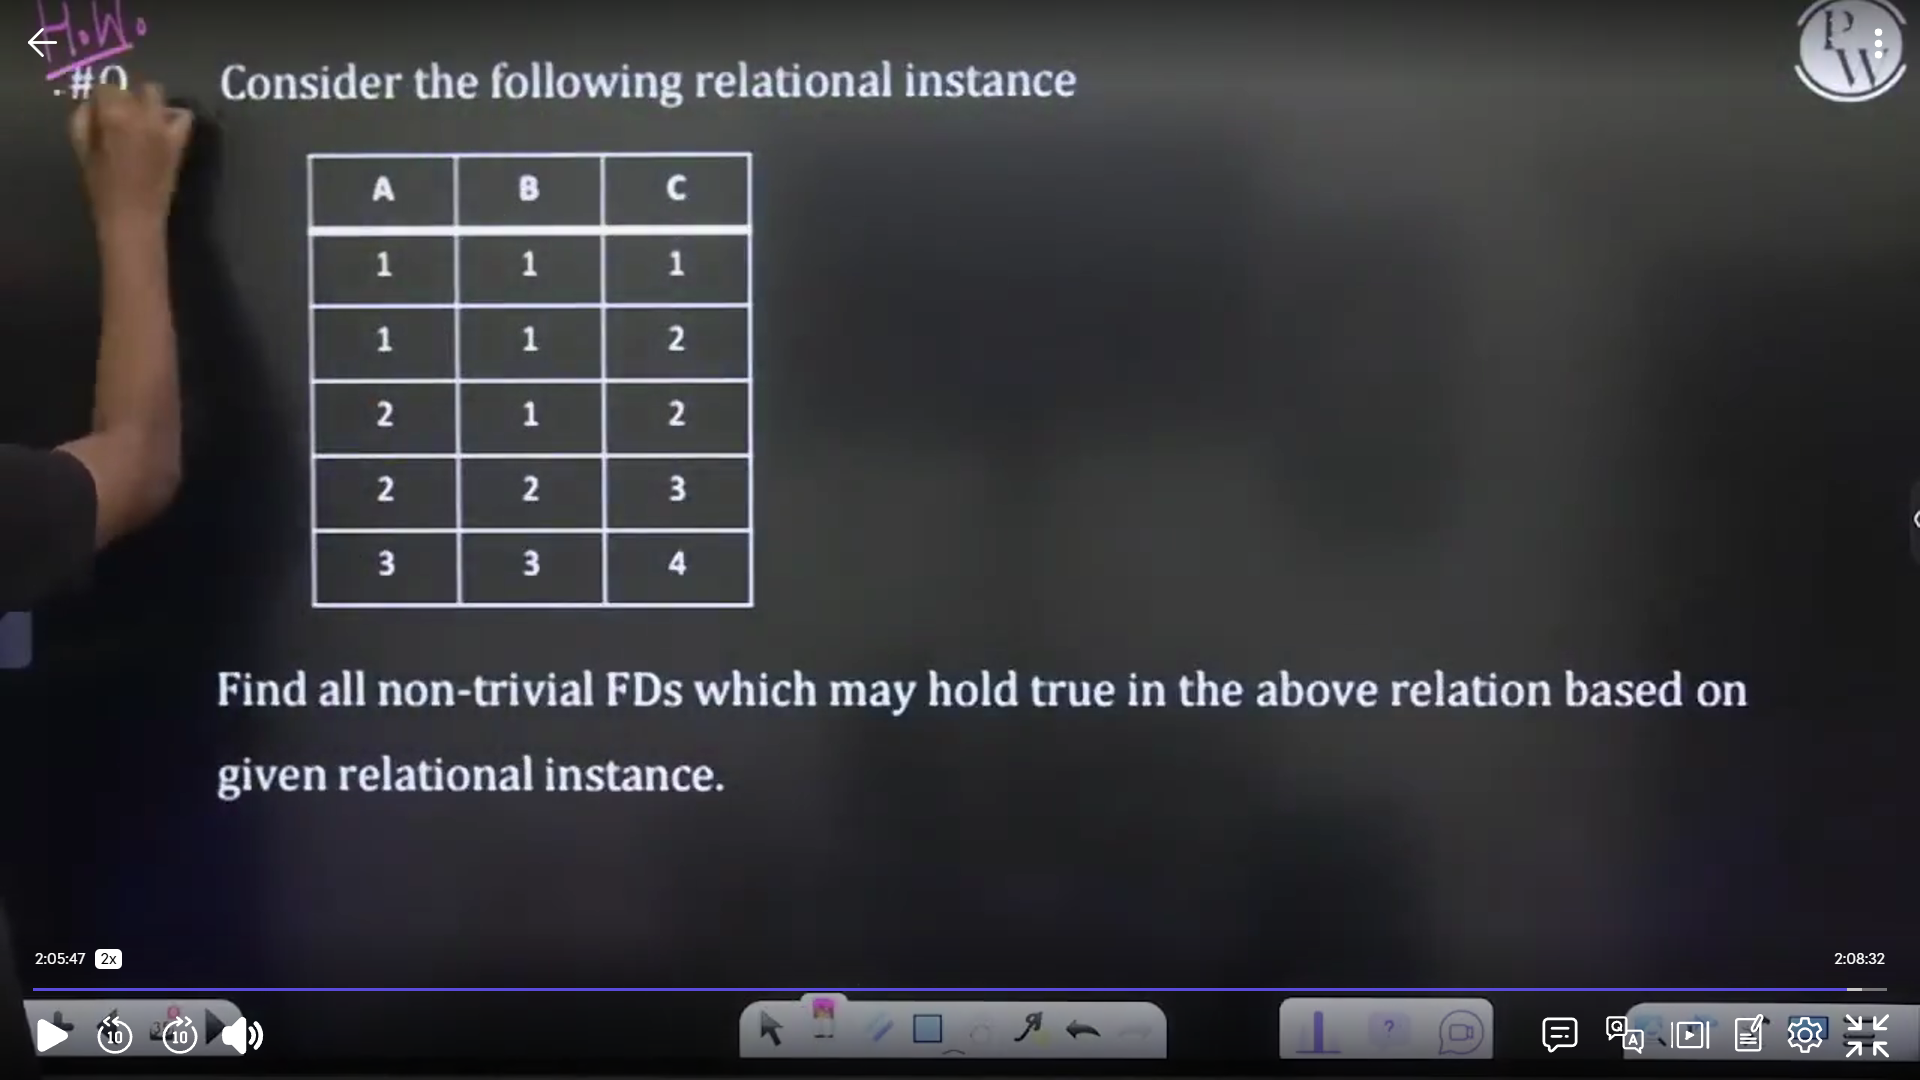 H.W.
#Q
Consider the following relational instance
PW
A B C
1 1 1
1 1 2
2 1 2
2 2 3
3 3 4
Find all non-trivial FDs which may hold true in the above relation based on
given relational instance.
2:05:47 2x
2:08:32
10 10